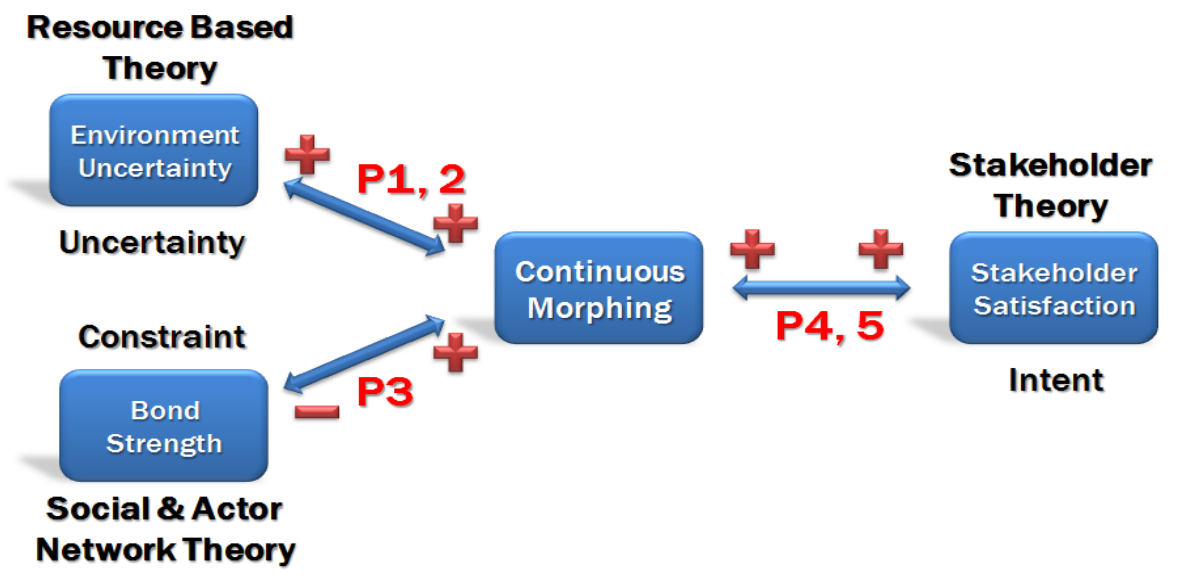 Resource Based
Theory
Environment
Uncertainty
Uncertainty
P1, 2
Constraint
Bond
Strength
P3
Social & Actor
Network Theory
Continuous
Morphing
P4, 5
Stakeholder
Theory
Stakeholder
Satisfaction
Intent